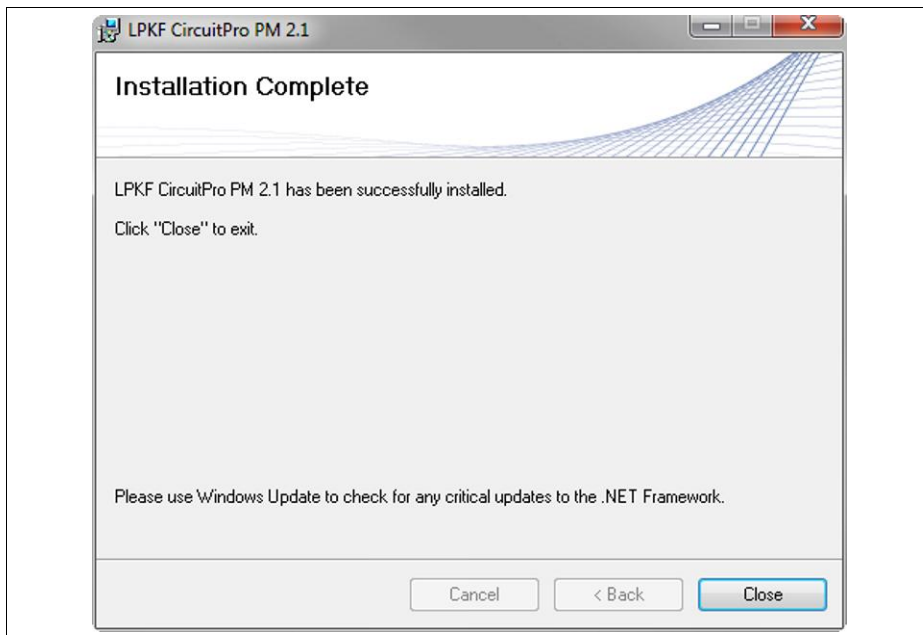 LPKF CircuitPro PM 2.1
Installation Complete
LPKF CircuitPro PM 2.1 has been successfully installed.
Click "Close" to exit.
Please use Windows Update to check for any critical updates to the .NET Framework.
Cancel < Back Close